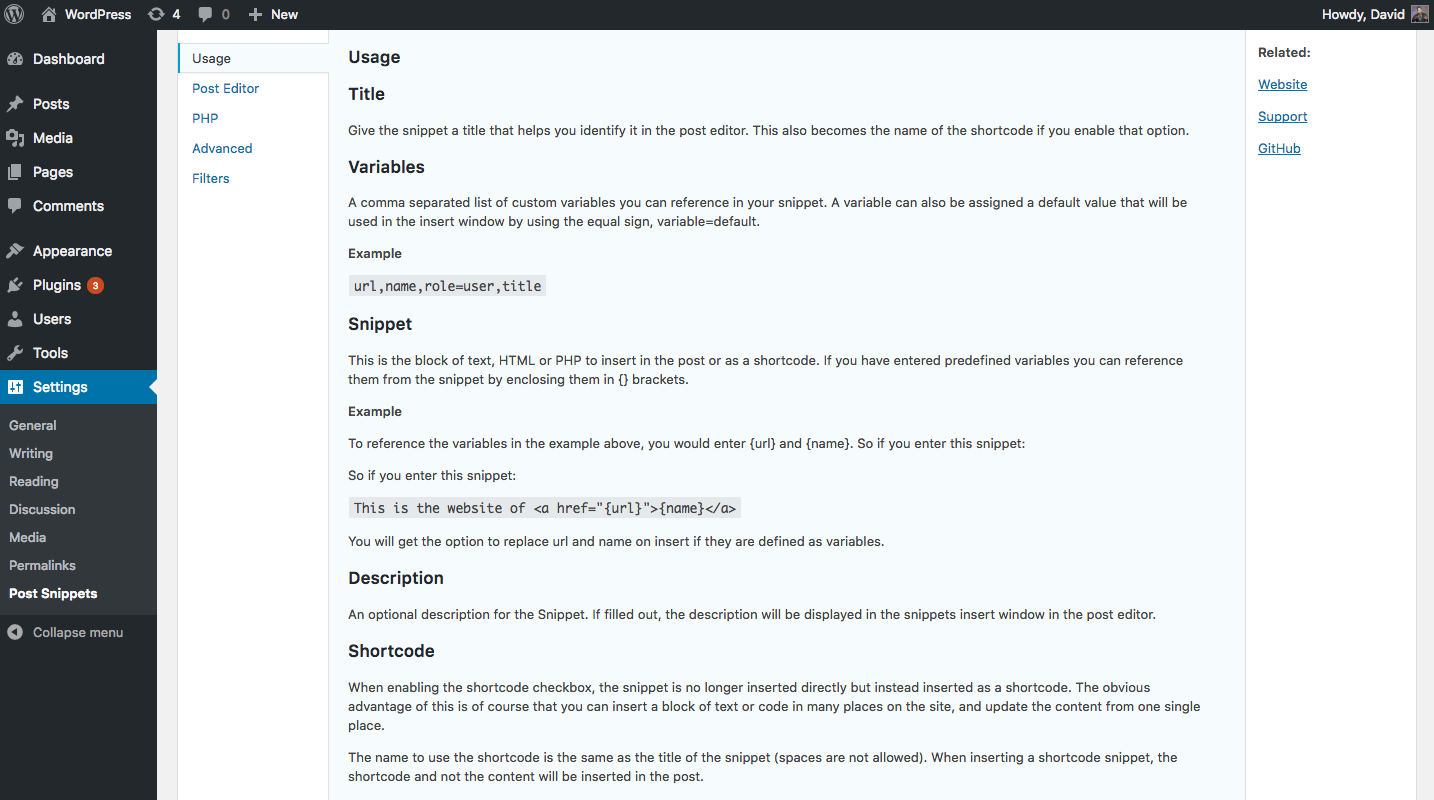 WordPress
4
0
New
Howdy, David
Dashboard
Posts
Media
Pages
Comments
Appearance
Plugins 3
Users
Tools
Settings
General
Writing
Reading
Discussion
Media
Permalinks
Post Snippets
Collapse menu
Usage
Post Editor
PHP
Advanced
Filters
Usage
Title
Give the snippet a title that helps you identify it in the post editor. This also becomes the name of the shortcode if you enable that option.
Variables
A comma separated list of custom variables you can reference in your snippet. A variable can also be assigned a default value that will be
used in the insert window by using the equal sign, variable=default.
Example
url,name,role=user,title
Snippet
This is the block of text, HTML or PHP to insert in the post or as a shortcode. If you have entered predefined variables you can reference
them from the snippet by enclosing them in {} brackets.
Example
To reference the variables in the example above, you would enter {url} and {name}. So if you enter this snippet:
So if you enter this snippet:
This is the website of <a href="{url}">{name}</a>
You will get the option to replace url and name on insert if they are defined as variables.
Description
An optional description for the Snippet. If filled out, the description will be displayed in the snippets insert window in the post editor.
Shortcode
When enabling the shortcode checkbox, the snippet is no longer inserted directly but instead inserted as a shortcode. The obvious
advantage of this is of course that you can insert a block of text or code in many places on the site, and update the content from one single
place.
The name to use the shortcode is the same as the title of the snippet (spaces are not allowed). When inserting a shortcode snippet, the
shortcode and not the content will be inserted in the post.
Related:
Website
Support
GitHub